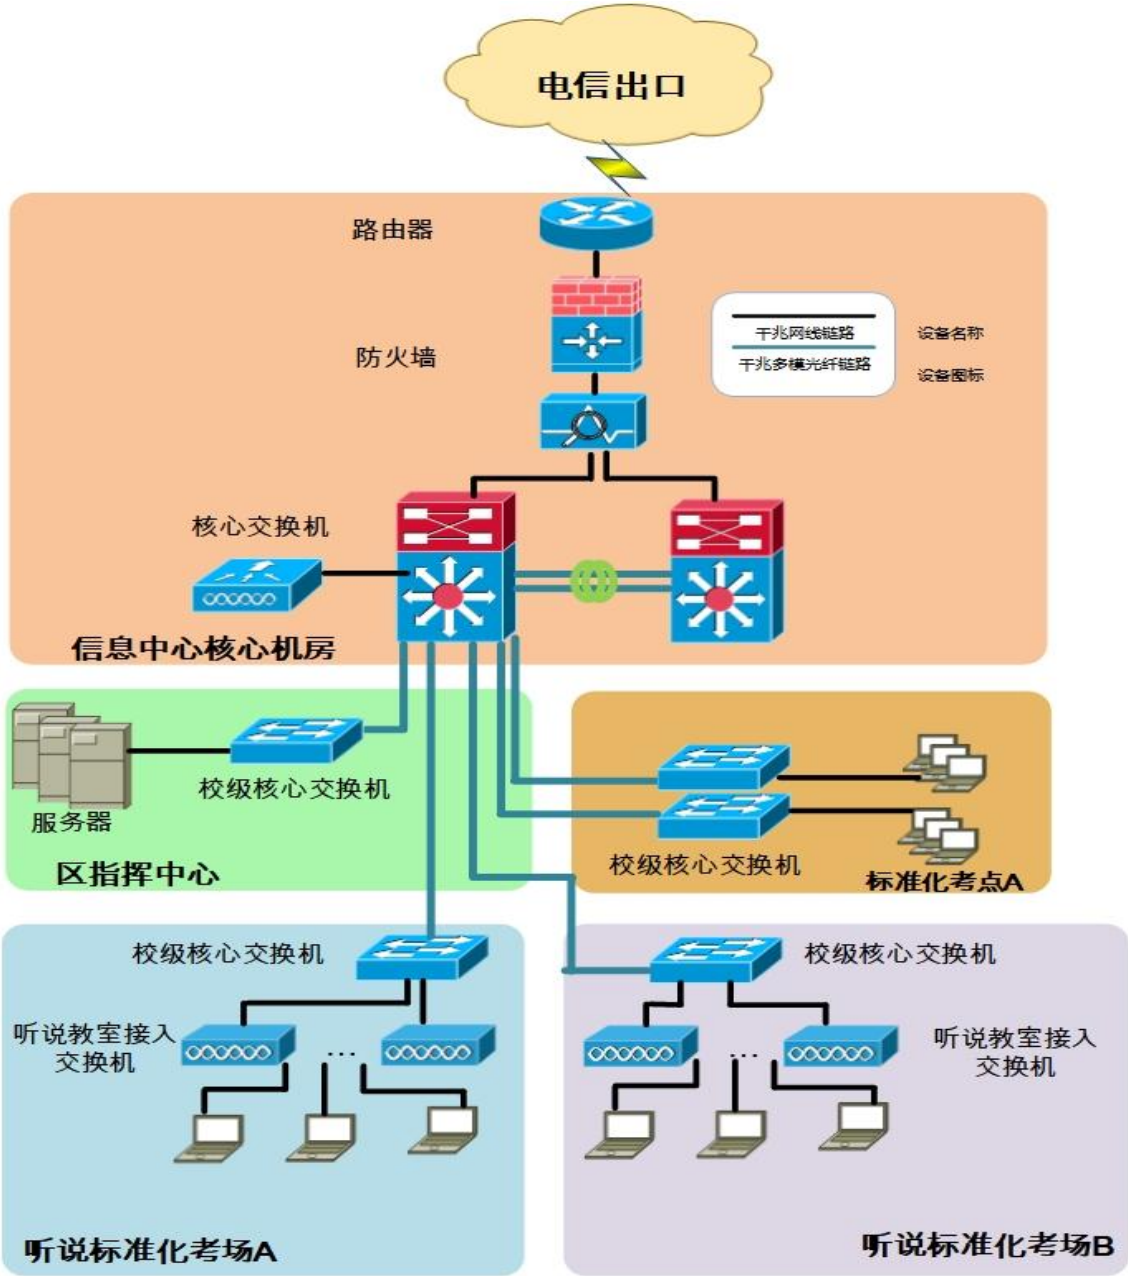 电信出口
路由器
千兆网线链路
设备名称
防火墙
千兆多模光纤链路
设备图标
核心交换机
信息中心核心机房
校级核心交换机
服务器
区指挥中心
校级核心交换机
标准化考点A
校级核心交换机
听说教室接入
交换机
...
听说标准化考场A
校级核心交换机
听说教室接入
交换机
...
听说标准化考场B